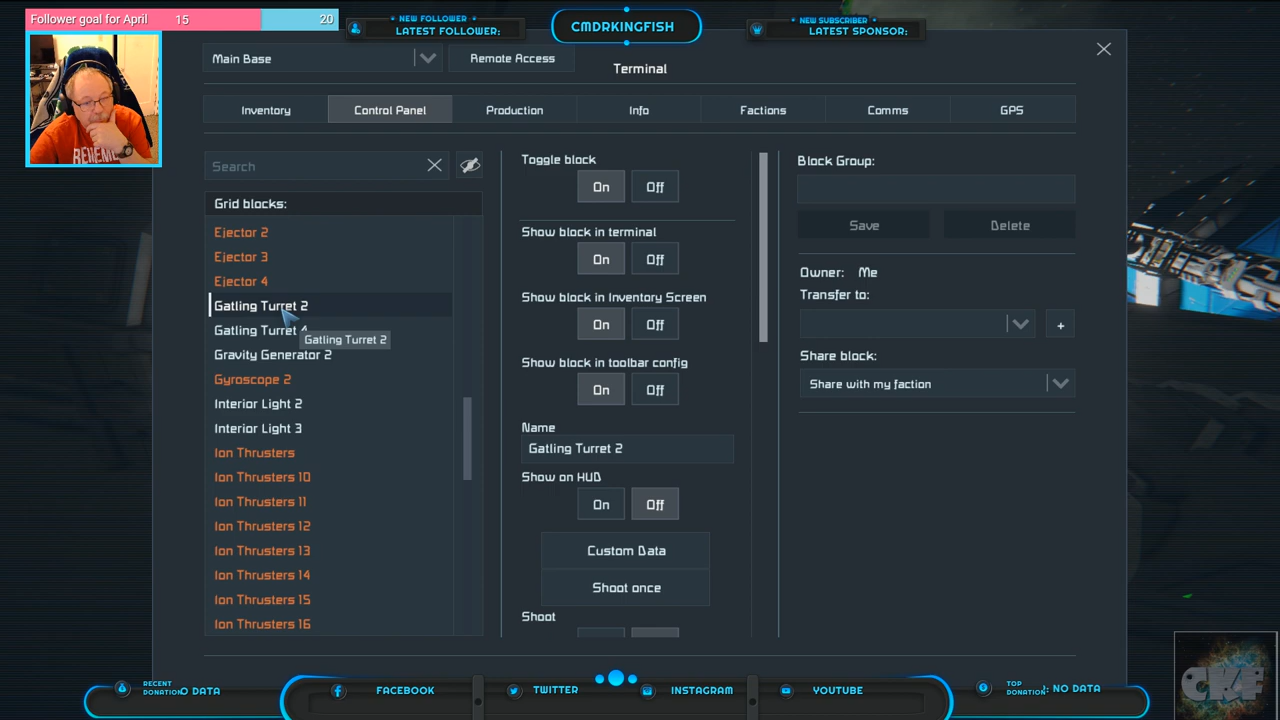 Follower goal for April
15
20
NEW FOLLOWER
LATEST FOLLOWER:
CMDRKINGFISH
NEW SUBSCRIBER
LATEST SPONSOR:
Main Base
Remote Access
Terminal
Inventory
Control Panel
Production
Info
Factions
Comms
GPS
Search
Grid blocks:
Ejector 2
Ejector 3
Ejector 4
Gatling Turret 2
Gatling Turret 4
Gatling Turret 2
Gravity Generator 2
Gyroscope 2
Interior Light 2
Interior Light 3
Ion Thrusters
Ion Thrusters 10
Ion Thrusters 11
Ion Thrusters 12
Ion Thrusters 13
Ion Thrusters 14
Ion Thrusters 15
Ion Thrusters 16
Toggle block
On Off
Show block in terminal
On Off
Show block in Inventory Screen
On Off
Show block in toolbar config
On Off
Name
Gatling Turret 2
Show on HUD
On Off
Custom Data
Shoot once
Shoot
Block Group:
Save Delete
Owner: Me
Transfer to:
+
Share block:
Share with my faction
CKF
RECENT
DONATION
O DATA
FACEBOOK
TWITTER
INSTAGRAM
YOUTUBE
TOP
DONATION
: NO DATA